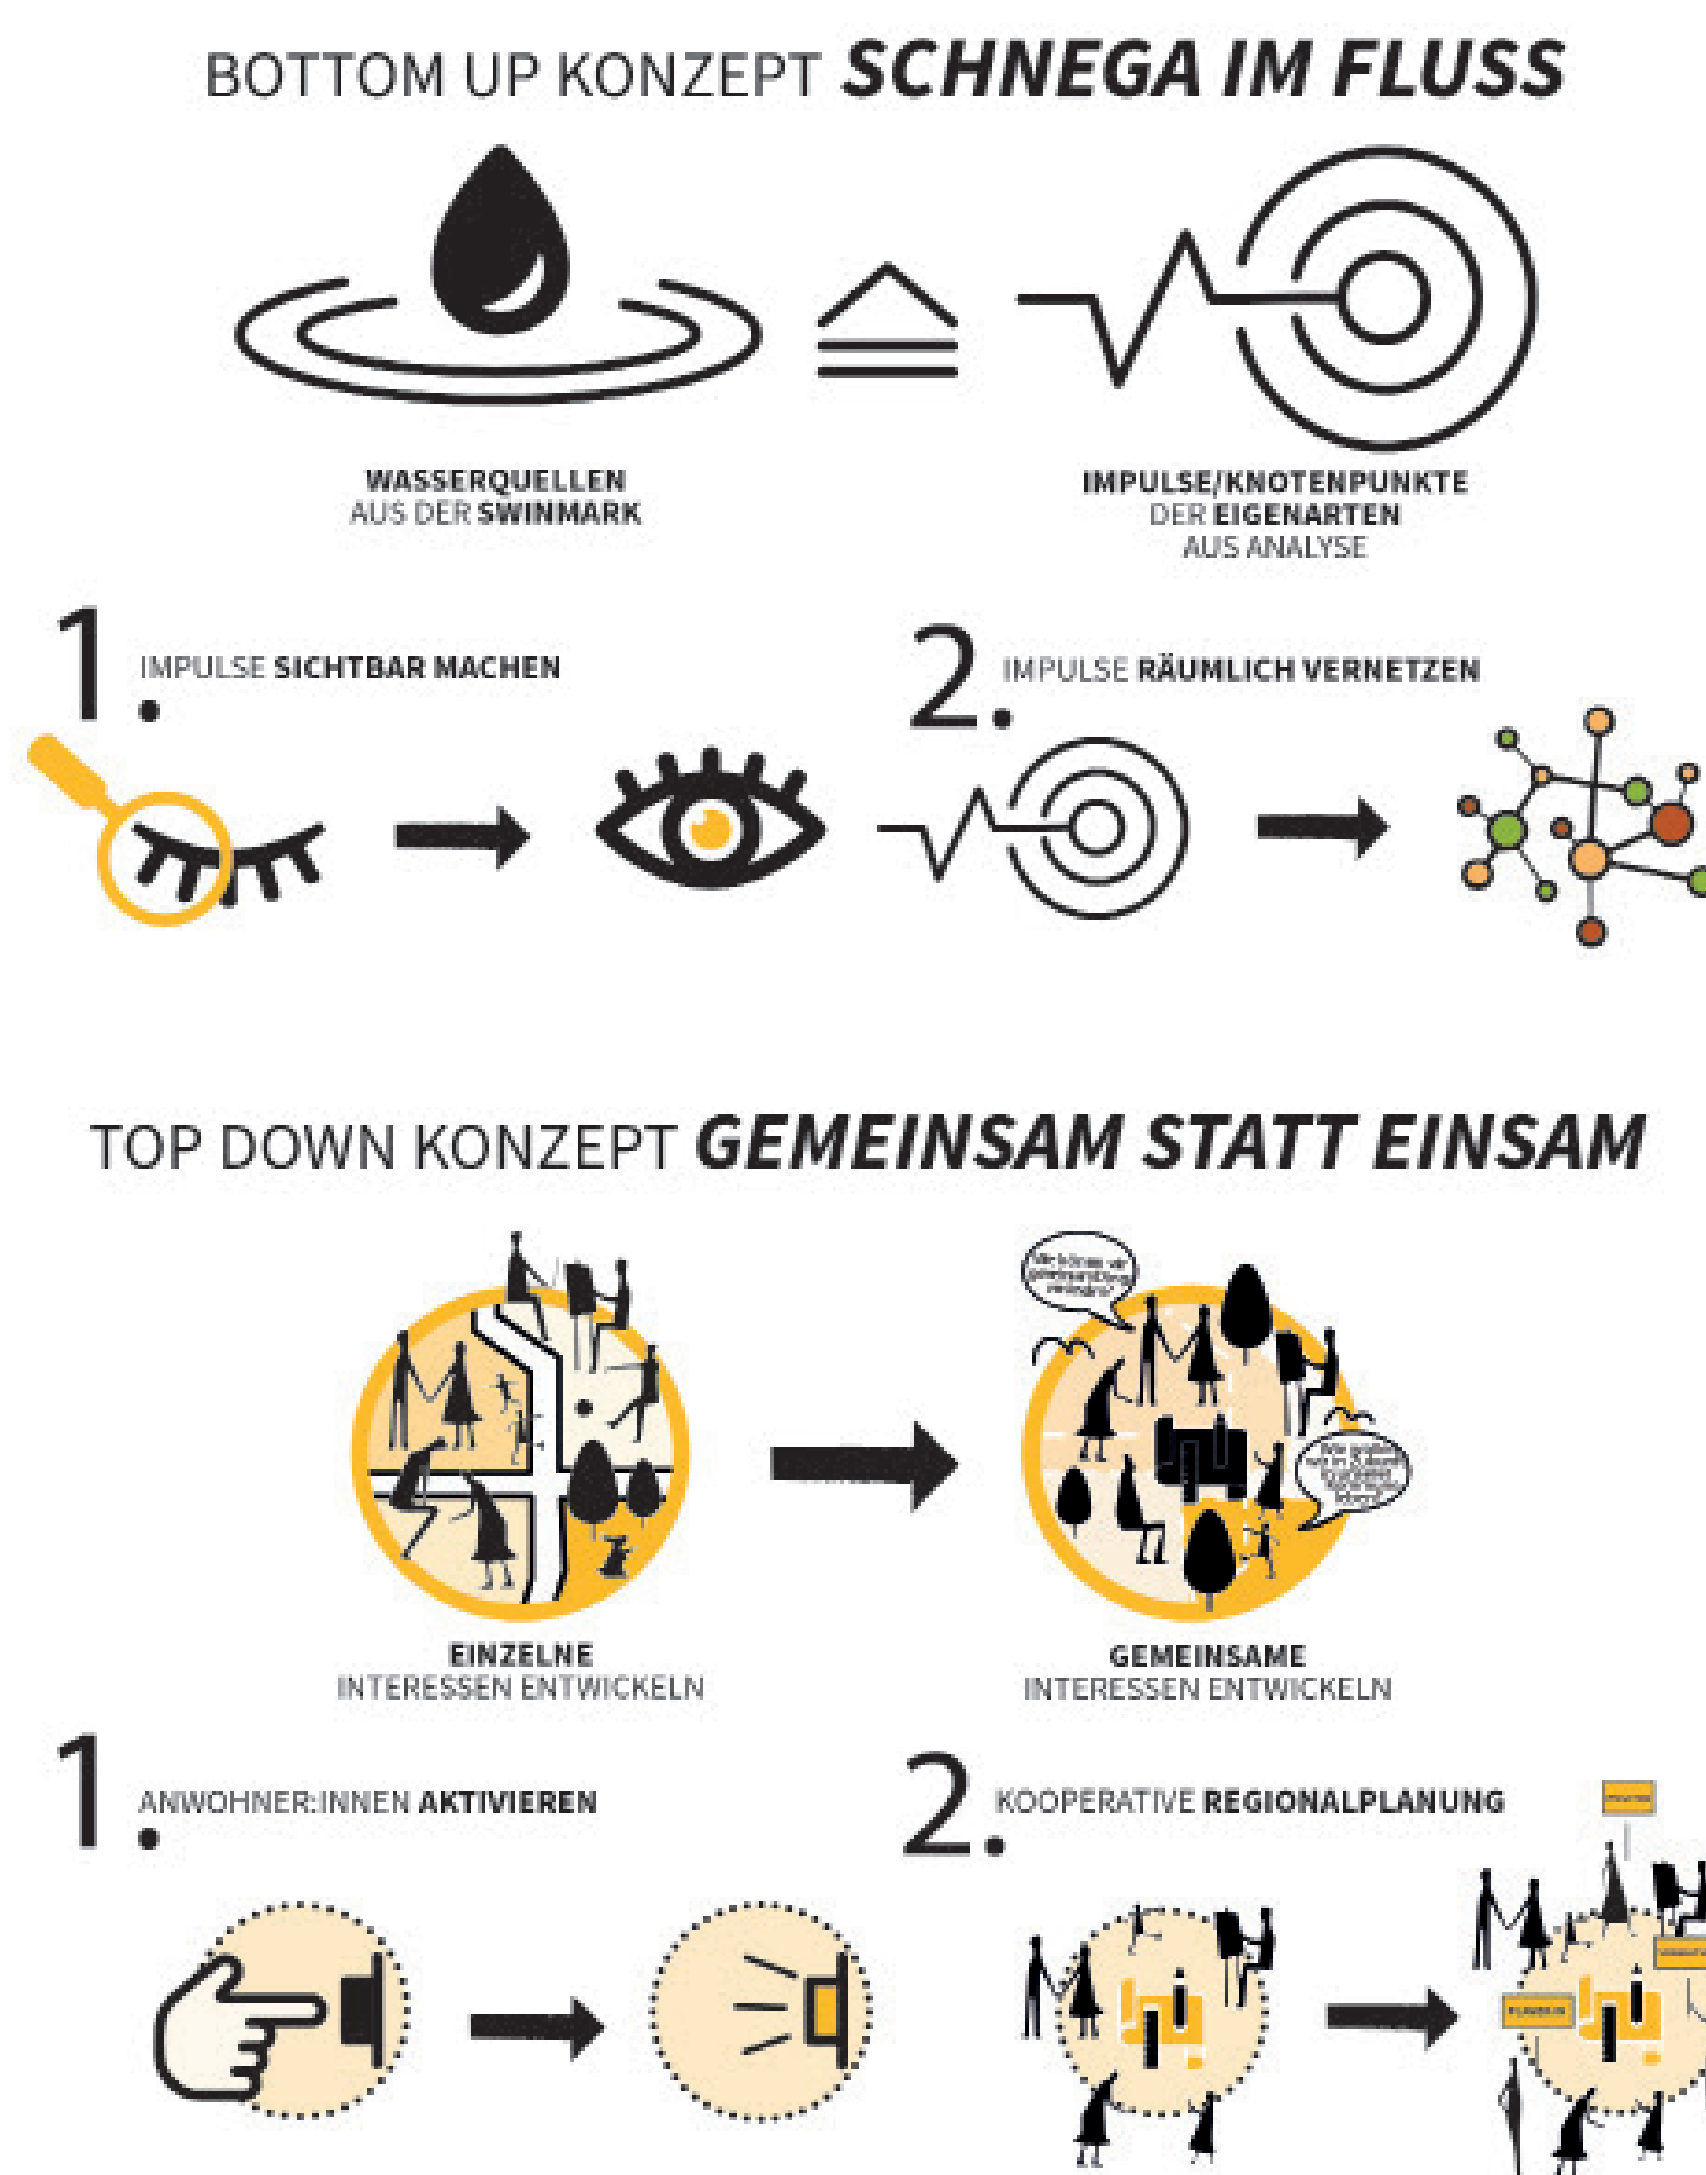 BOTTOM UP KONZEPT SCHNEGA IM FLUSS
WASSERQUELLEN
AUS DER SWINMARK
IMPULSE/KNOTENPUNKTE
DER EIGENARTEN
AUS ANALYSE
1. IMPULSE SICHTBAR MACHEN
2. IMPULSE RÄUMLICH VERNETZEN
TOP DOWN KONZEPT GEMEINSAM STATT EINSAM
EINZELNE
INTERESSEN ENTWICKELN
GEMEINSAME
INTERESSEN ENTWICKELN
1. ANWOHNER:INNEN AKTIVIEREN
2. KOOPERATIVE REGIONALPLANUNG